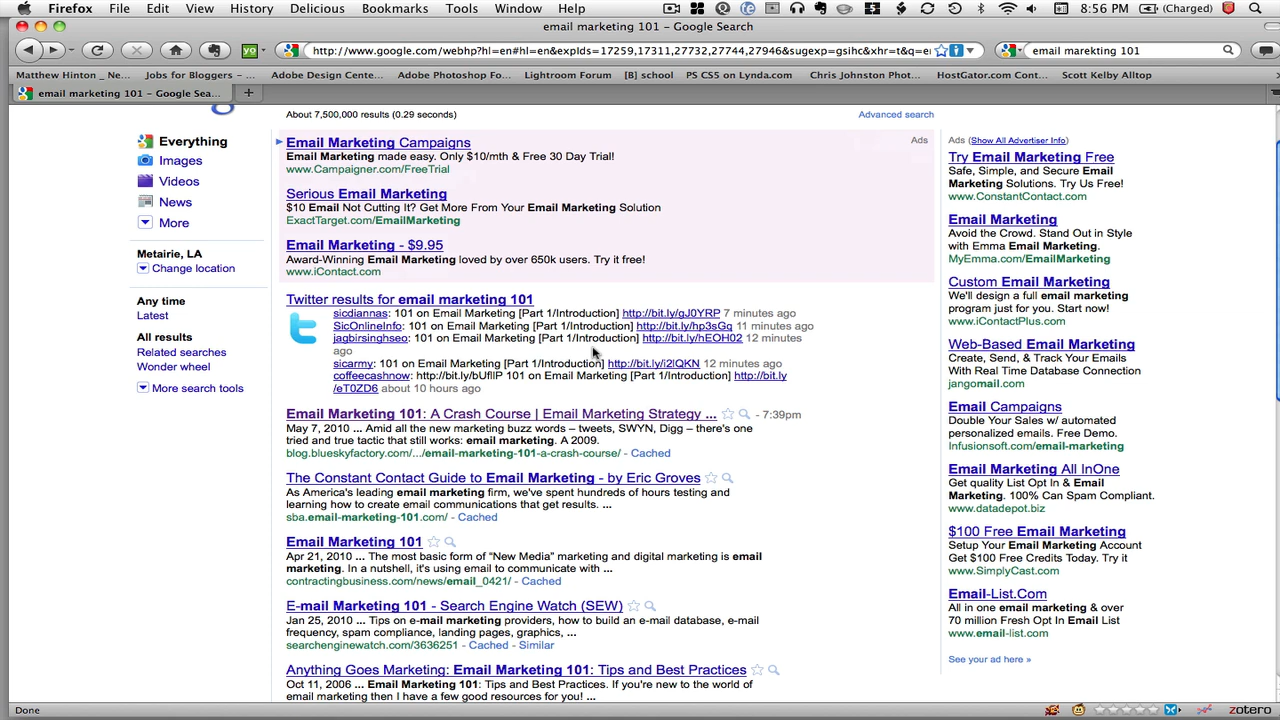 Firefox File Edit View History Delicious Bookmarks Tools Window Help 8:56 PM (Charged)
email marketing 101 - Google Search
http://www.google.com/webhp?hl=en#hl=en&expIds=17259,17311,27732,27744,27946&sugexp=gsihc&xhr=t&q=e
email marekting 101
Matthew Hinton _ Ne... Jobs for Bloggers - ... Adobe Design Cente... Adobe Photoshop Fo... Lightroom Forum [B] school PS CSS on Lynda.com Chris Johnston Phot... HostGator.com Cont... Scott Kelby Alltop
email marketing 101 - Google Sea...
About 7,500,000 results (0.29 seconds)
Advanced search
Everything
Images
Videos
News
More
Metairie, LA
Change location
Any time
Latest
All results
Related searches
Wonder wheel
More search tools
Ads
Email Marketing Campaigns
Email Marketing made easy. Only $10/mth & Free 30 Day Trial!
www.Campaigner.com/FreeTrial
Serious Email Marketing
$10 Email Not Cutting It? Get More From Your Email Marketing Solution
ExactTarget.com/EmailMarketing
Email Marketing - $9.95
Award-Winning Email Marketing loved by over 650k users. Try it free!
www.iContact.com
Twitter results for email marketing 101
sicdiannas: 101 on Email Marketing [Part 1/Introduction] http://bit.ly/gJ0YRP 7 minutes ago
SicOnlineInfo: 101 on Email Marketing [Part 1/Introduction] http://bit.ly/hp3sGq 11 minutes ago
jagbirsinghseo: 101 on Email Marketing [Part 1/Introduction] http://bit.ly/hEOH02 12 minutes
ago
sicarmy: 101 on Email Marketing [Part 1/Introduction] http://bit.ly/i2lQKN 12 minutes ago
coffeecashnow: http://bit.ly/bUflIP 101 on Email Marketing [Part 1/Introduction] http://bit.ly
/eT0ZD6 about 10 hours ago
Email Marketing 101: A Crash Course | Email Marketing Strategy ... - 7:39pm
May 7, 2010 ... Amid all the new marketing buzz words – tweets, SWYN, Digg – there's one
tried and true tactic that still works: email marketing. A 2009.
blog.blueskyfactory.com/.../email-marketing-101-a-crash-course/ - Cached
The Constant Contact Guide to Email Marketing - by Eric Groves
As America's leading email marketing firm, we've spent hundreds of hours testing and
learning how to create email communications that get results. ...
sba.email-marketing-101.com/ - Cached
Email Marketing 101
Apr 21, 2010 ... The most basic form of "New Media" marketing and digital marketing is email
marketing. In a nutshell, it's using email to communicate with ...
contractingbusiness.com/news/email_0421/ - Cached
E-mail Marketing 101 - Search Engine Watch (SEW)
Jan 25, 2010 ... Tips on e-mail marketing providers, how to build an e-mail database, e-mail
frequency, spam compliance, landing pages, graphics, ...
searchenginewatch.com/3636251 - Cached - Similar
Anything Goes Marketing: Email Marketing 101: Tips and Best Practices
Oct 11, 2006 ... Email Marketing 101: Tips and Best Practices. If you're new to the world of
email marketing then I have a few good resources for you! ...
Ads (Show All Advertiser Info)
Try Email Marketing Free
Safe, Simple, and Secure Email
Marketing Solutions. Try Us Free!
www.ConstantContact.com
Email Marketing
Avoid the Crowd. Stand Out in Style
with Emma Email Marketing.
MyEmma.com/EmailMarketing
Custom Email Marketing
We'll design a full email marketing
program just for you. Start now!
www.iContactPlus.com
Web-Based Email Marketing
Create, Send, & Track Your Emails
With Real Time Database Connection
jangomail.com
Email Campaigns
Double Your Sales w/ automated
personalized emails. Free Demo.
Infusionsoft.com/email-marketing
Email Marketing All InOne
Get quality List Opt In & Email
Marketing. 100% Can Spam Compliant.
www.datadepot.biz
$100 Free Email Marketing
Setup Your Email Marketing Account
Get $100 Free Credits Today. Try it
www.SimplyCast.com
Email-List.Com
All in one email marketing & over
70 million Fresh Opt In Email List
www.email-list.com
See your ad here »
Done
zotero